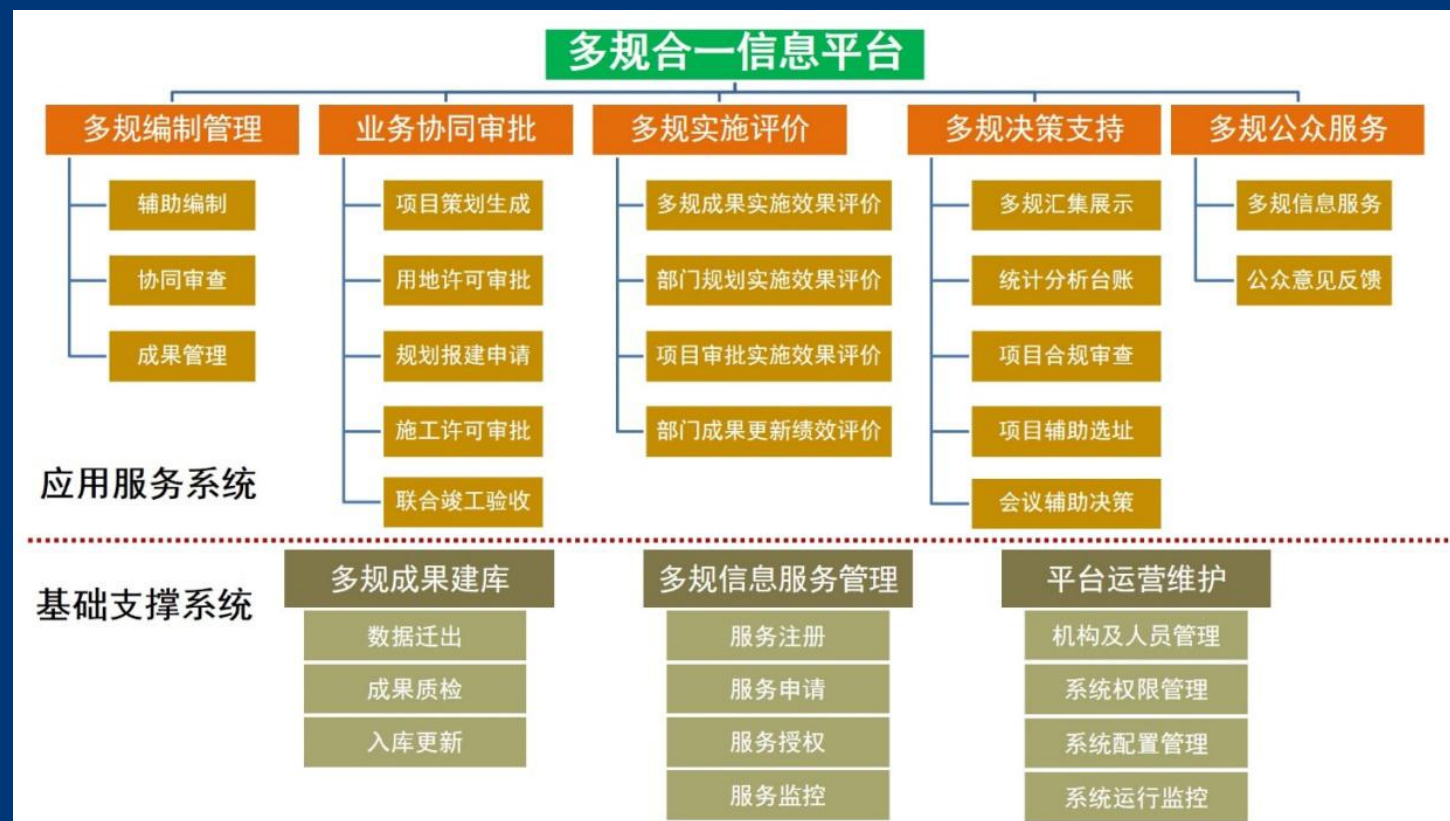 多规合一信息平台
多规编制管理
辅助编制
协同审查
成果管理
业务协同审批
项目策划生成
用地许可审批
规划报建申请
施工许可审批
联合竣工验收
多规实施评价
多规成果实施效果评价
部门规划实施效果评价
项目审批实施效果评价
部门成果更新绩效评价
多规决策支持
多规汇集展示
统计分析台账
项目合规审查
项目辅助选址
会议辅助决策
多规公众服务
多规信息服务
公众意见反馈
应用服务系统
基础支撑系统
多规成果建库
数据迁出
成果质检
入库更新
多规信息服务管理
服务注册
服务申请
服务授权
服务监控
平台运营维护
机构及人员管理
系统权限管理
系统配置管理
系统运行监控